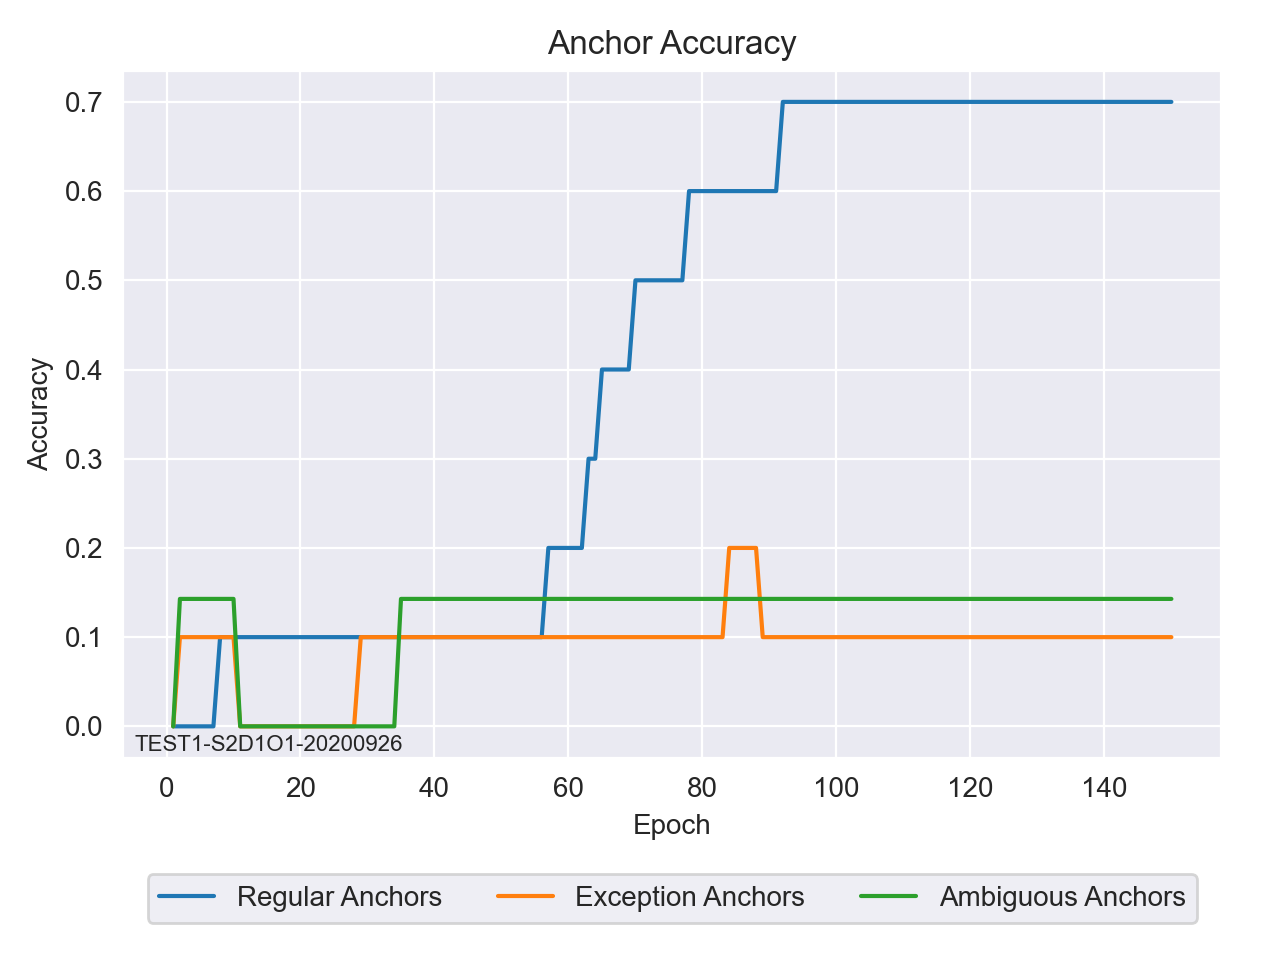 Anchor Accuracy
Accuracy
0.7
0.6
0.5
0.4
0.3
0.2
0.1
0.0
TEST1-S2D1O1-20200926
0 20 40 60 80 100 120 140
Epoch
Regular Anchors Exception Anchors Ambiguous Anchors